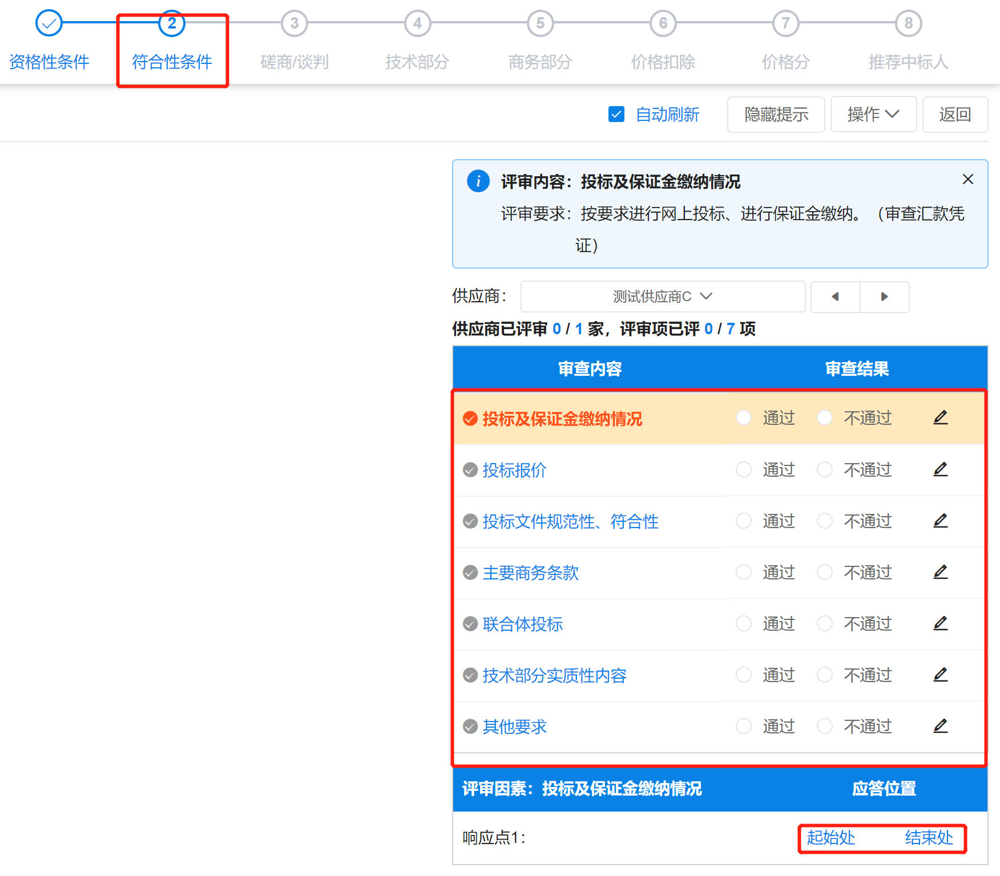 2 3 4 5 6 7 8
资格性条件 符合性条件 磋商/谈判 技术部分 商务部分 价格扣除 价格分 推荐中标人
自动刷新 隐藏提示 操作 返回
评审内容：投标及保证金缴纳情况
评审要求：按要求进行网上投标、进行保证金缴纳。（审查汇款凭
证）
供应商： 测试供应商C
供应商已评审 0 / 1 家，评审项已评 0 / 7 项
审查内容 审查结果
投标及保证金缴纳情况 通过 不通过
投标报价 通过 不通过
投标文件规范性、符合性 通过 不通过
主要商务条款 通过 不通过
联合体投标 通过 不通过
技术部分实质性内容 通过 不通过
其他要求 通过 不通过
评审因素：投标及保证金缴纳情况 应答位置
响应点1： 起始处 结束处